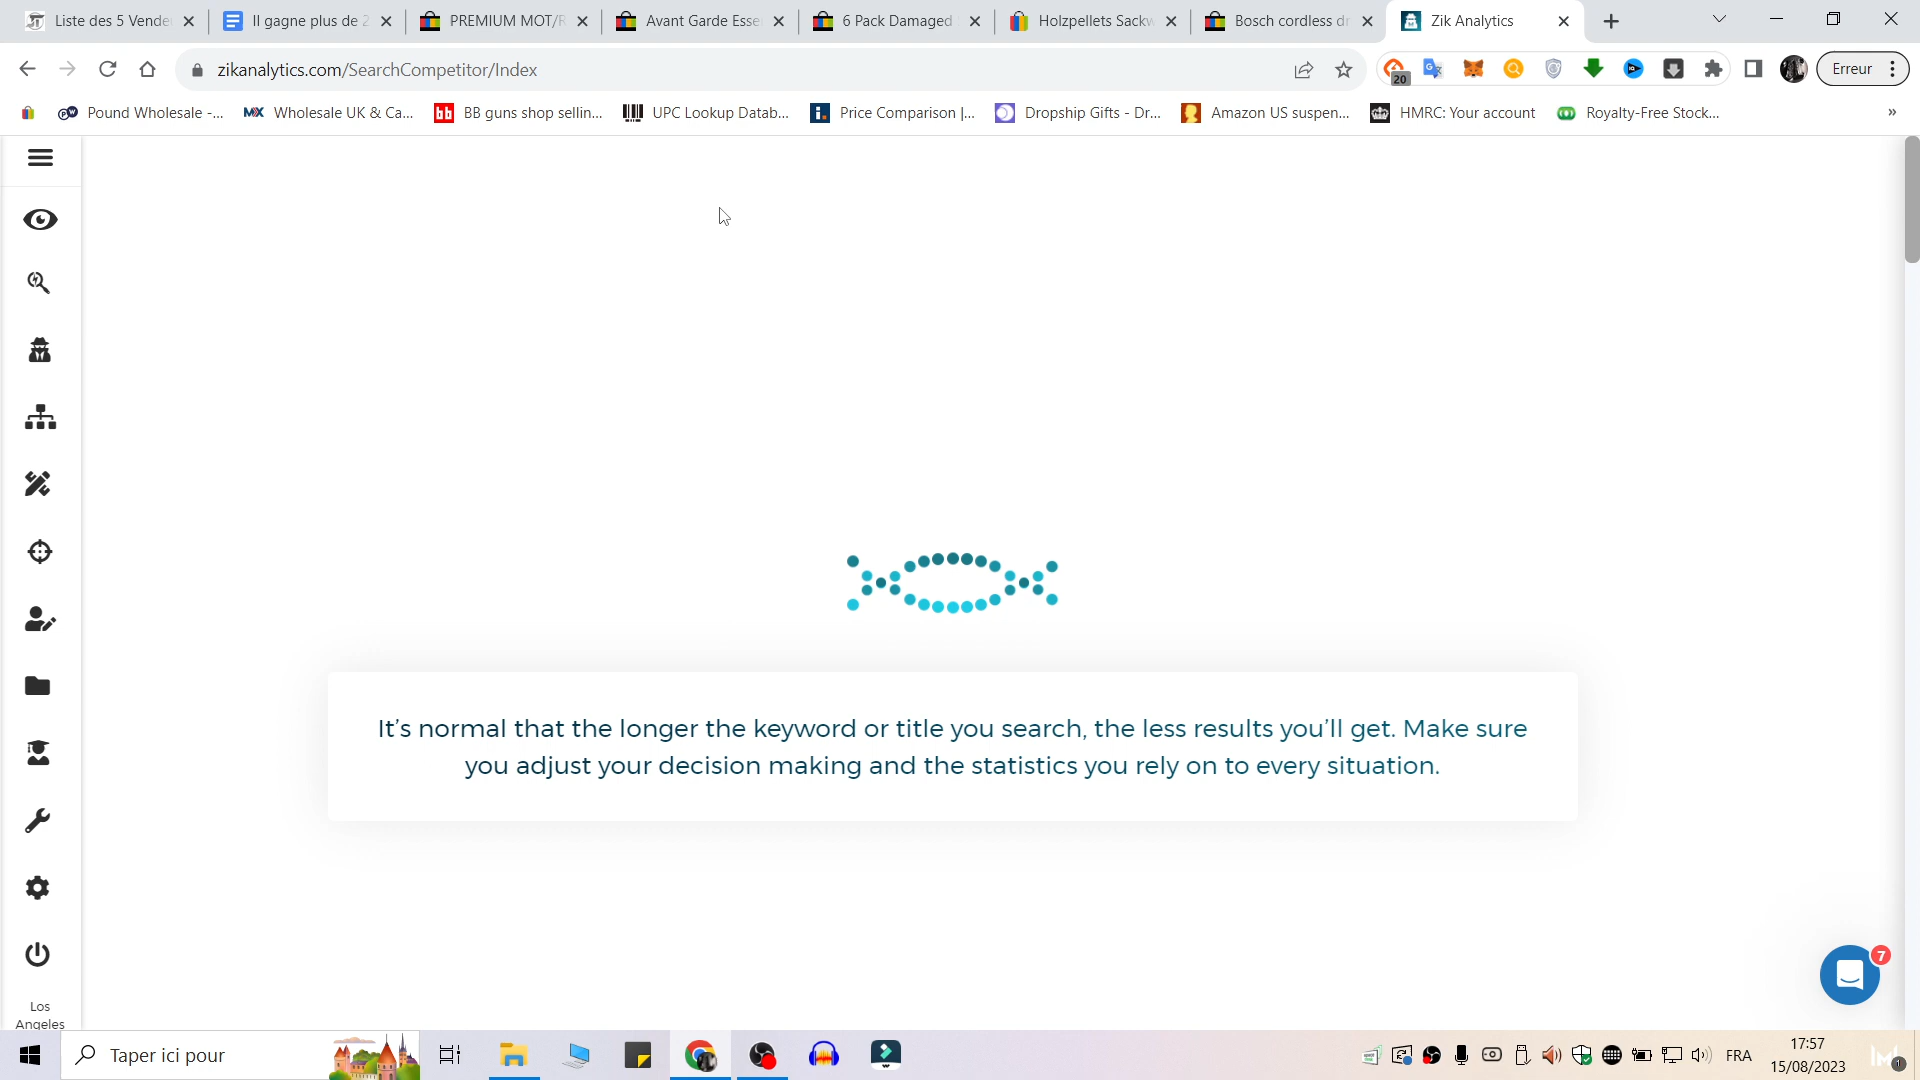 Liste des 5 Vende
Il gagne plus de 2
PREMIUM MOT/R
Avant Garde Esse
6 Pack Damaged
Holzpellets Sackw
Bosch cordless dr
Zik Analytics
zikanalytics.com/SearchCompetitor/Index
20
Erreur
Pound Wholesale -...
Wholesale UK & Ca...
bb
BB guns shop sellin...
UPC Lookup Datab...
Price Comparison |...
Dropship Gifts - Dr...
Amazon US suspen...
HMRC: Your account
Royalty-Free Stock...
»
It's normal that the longer the keyword or title you search, the less results you'll get. Make sure
you adjust your decision making and the statistics you rely on to every situation.
7
Los
Angeles
Taper ici pour
FRA
17:57
15/08/2023
1